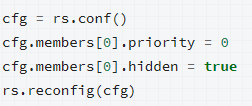 cfg = rs.conf()
cfg.members[0].priority = 0
cfg.members[0].hidden = true
rs.reconfig(cfg)